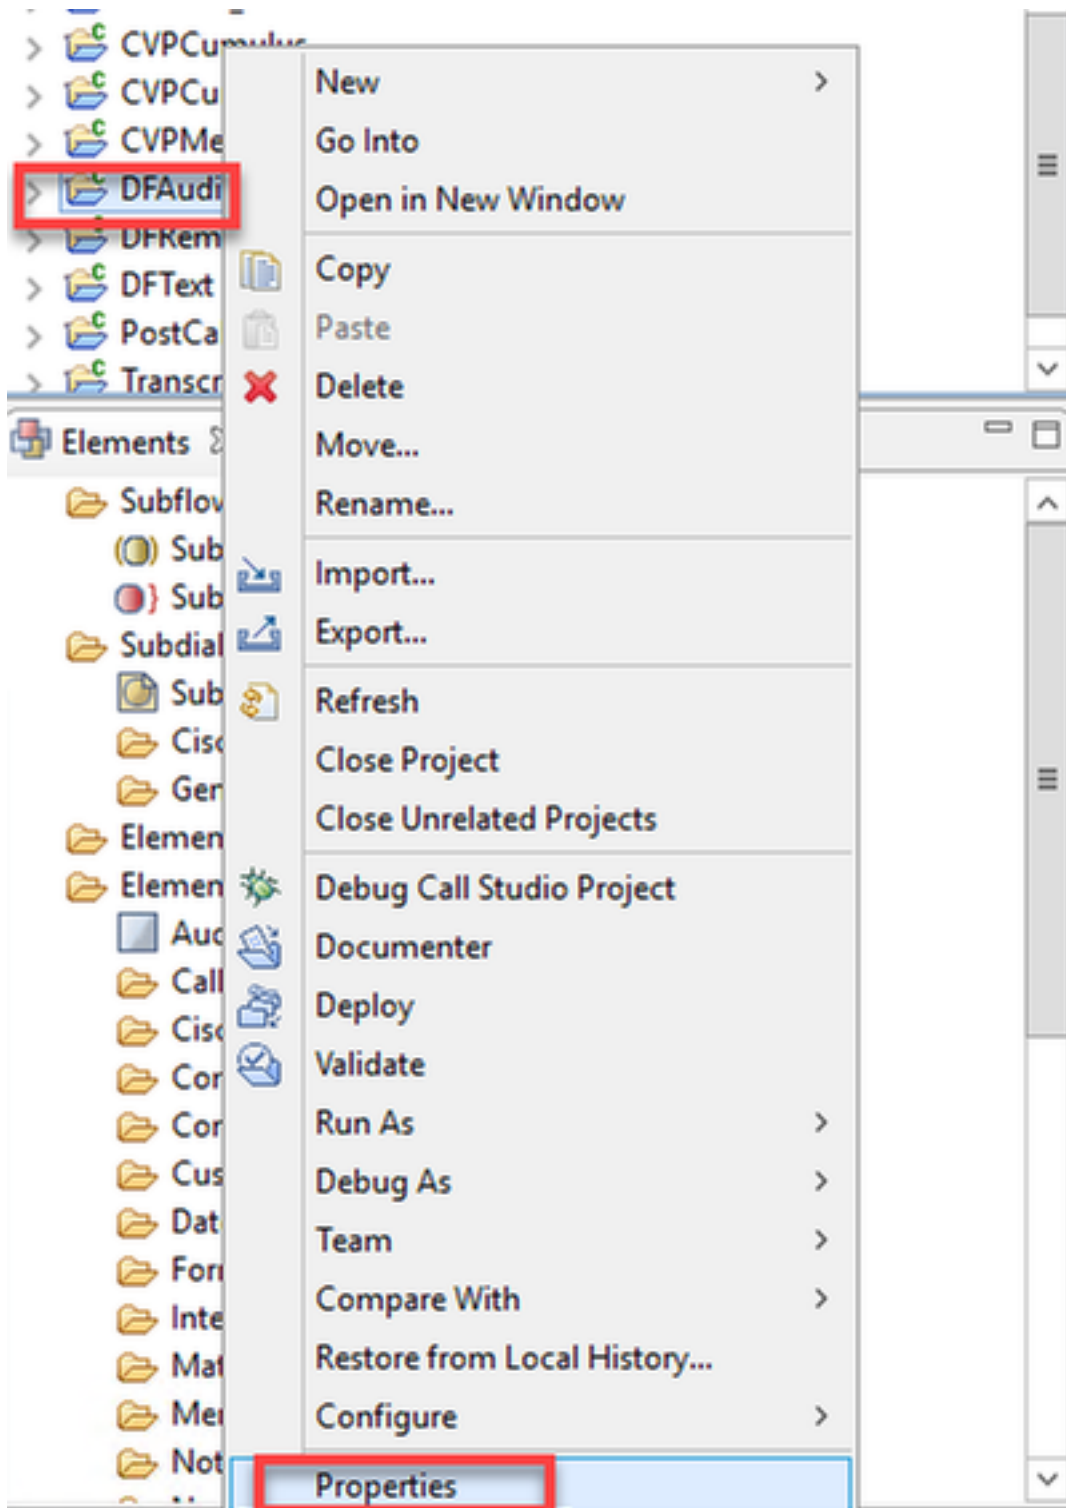 CVPCumulus
CVPCu
CVPMe
DFAudi
DFRem
DFText
PostCa
Transcr
New
Go Into
Open in New Window
Copy
Paste
Delete
Move...
Rename...
Import...
Export...
Refresh
Close Project
Close Unrelated Projects
Debug Call Studio Project
Documenter
Deploy
Validate
Run As
Debug As
Team
Compare With
Restore from Local History...
Configure
Properties
Elements
Subflov
Sub
Sub
Subdial
Sub
Cisc
Ger
Elemen
Elemen
Aud
Call
Cisc
Cor
Cor
Cus
Dat
For
Inte
Mat
Mer
Not